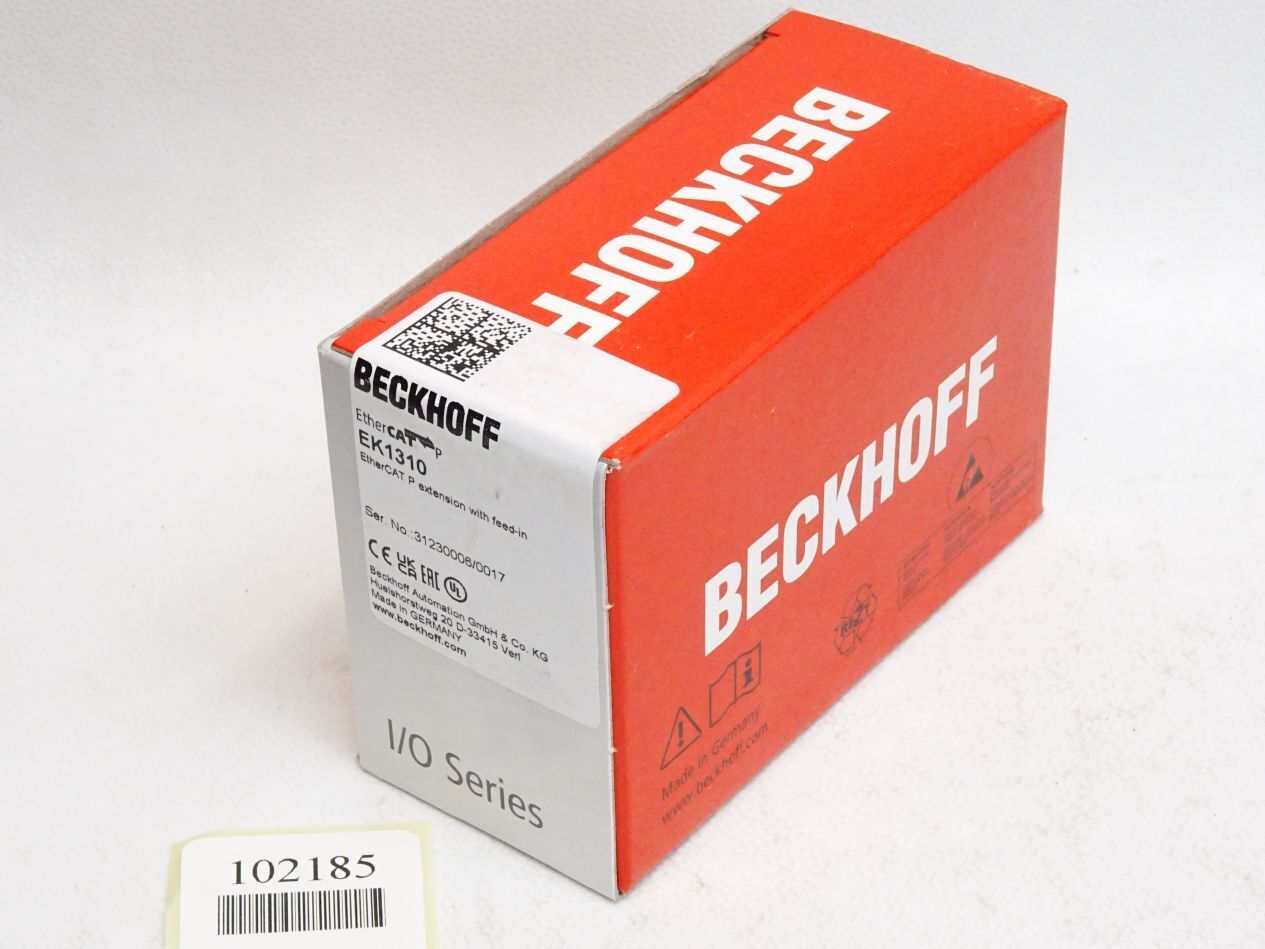 BECKHOFF
BECKHOFF
EtherCAT P
EK1310
EtherCAT P extension with feed-in
Ser. No.:31230006/0017
CE UK CA EAC UL
Beckhoff Automation GmbH & Co. KG
Huelshorstweg 20 D-33415 Verl
Made in GERMANY
www.beckhoff.com
I/O Series
BECKHOFF
RESY
Made in Germany
www.beckhoff.com
102185